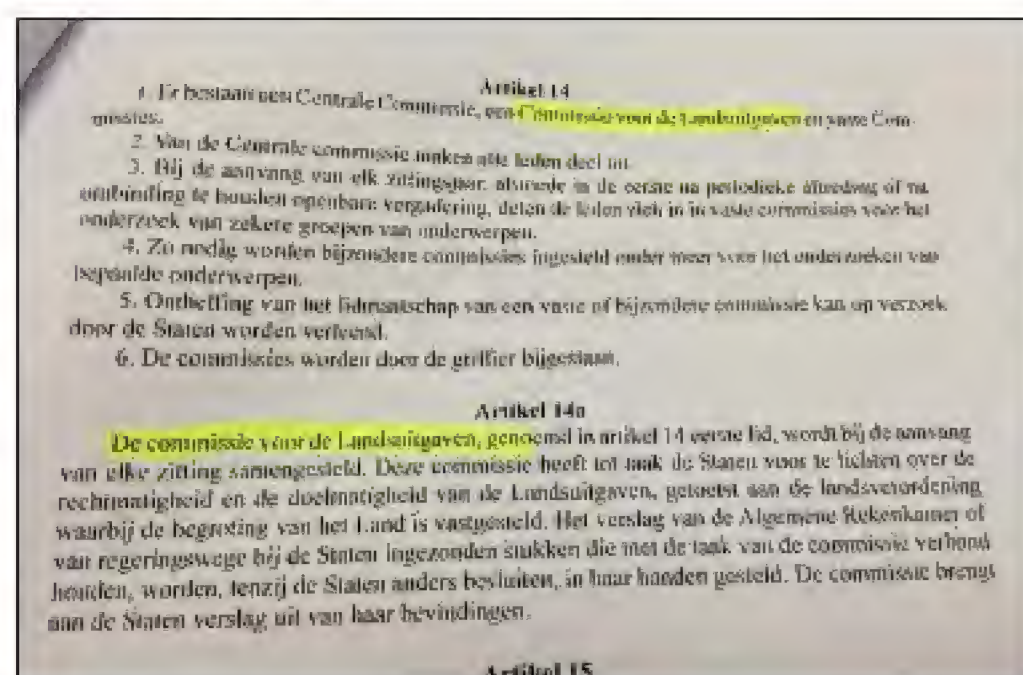 Artikel 14
1. Er bestaan een Centrale Commissie, een Commissie voor de Landsuitgaven en vaste Com-
missies.
2. Van de Centrale commissie maken alle leden deel uit.
3. Bij de aanvang van elk zittingsjaar, alsmede in de eerste na periodieke aftreding of na
ontbinding te houden openbare vergadering, delen de leden zich in in vaste commissies voor het
onderzoek van zekere groepen van onderwerpen.
4. Zo nodig worden bijzondere commissies ingesteld onder meer voor het onderzoeken van
bepaalde onderwerpen.
5. Ontheffing van het lidmaatschap van een vaste of bijzondere commissie kan op verzoek
door de Staten worden verleend.
6. De commissies worden door de griffier bijgestaan.
Artikel 14a
De commissie voor de Landsuitgaven, genoemd in artikel 14 eerste lid, wordt bij de aanvang
van elke zitting samengesteld. Deze commissie heeft tot taak de Staten voor te lichten over de
rechtmatigheid en de doelmatigheid van de Landsuitgaven, getoetst aan de landsverordening
waarbij de begroting van het Land is vastgesteld. Het verslag van de Algemene Rekenkamer of
van regeringswege bij de Staten ingezonden stukken die met de taak van de commissie verband
houden, worden, tenzij de Staten anders besluiten, in haar handen gesteld. De commissie brengt
aan de Staten verslag uit van haar bevindingen.
Artikel 15